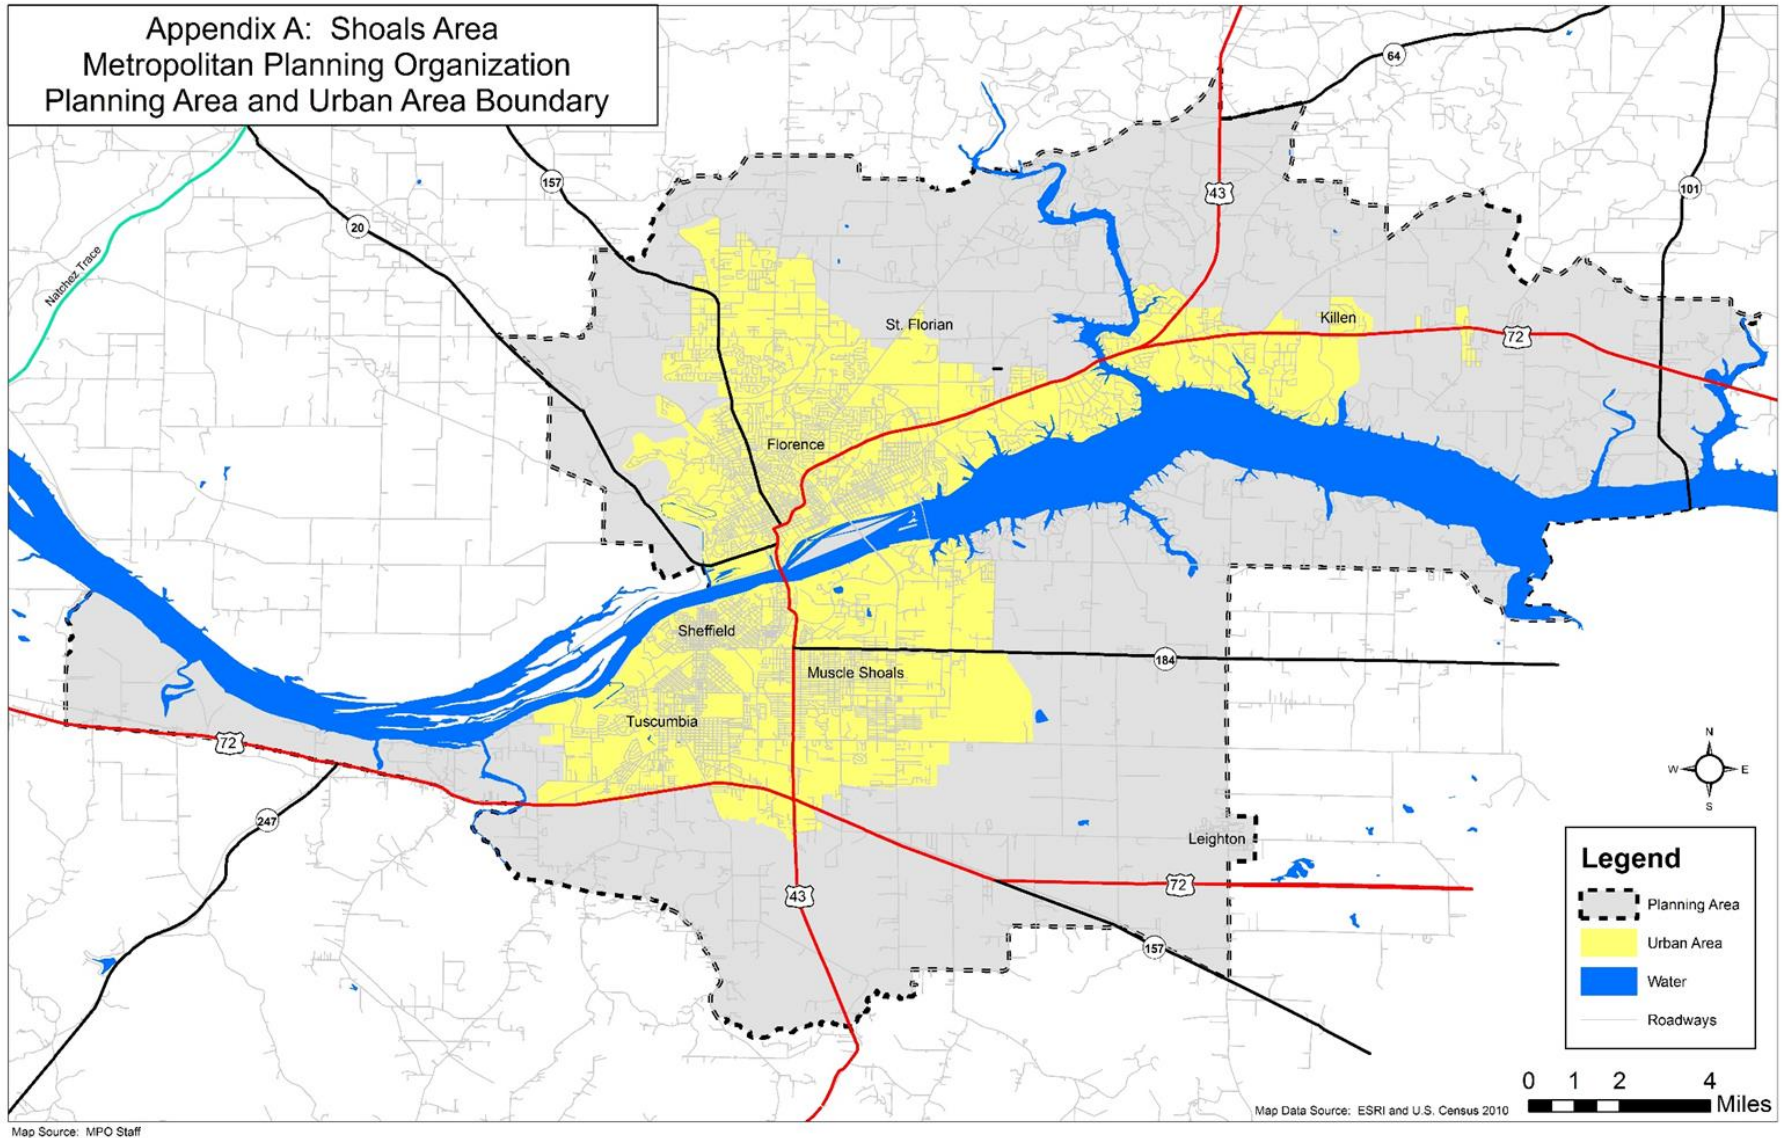 Appendix A: Shoals Area
Metropolitan Planning Organization
Planning Area and Urban Area Boundary
64
157
43
101
20
Natchez Trace
St. Florian
Killen
72
Florence
Sheffield
184
Muscle Shoals
Tuscumbia
72
N
W
E
S
247
Leighton
72
43
157
Legend
Planning Area
Urban Area
Water
Roadways
0 1 2 4
Miles
Map Data Source: ESRI and U.S. Census 2010
Map Source: MPO Staff